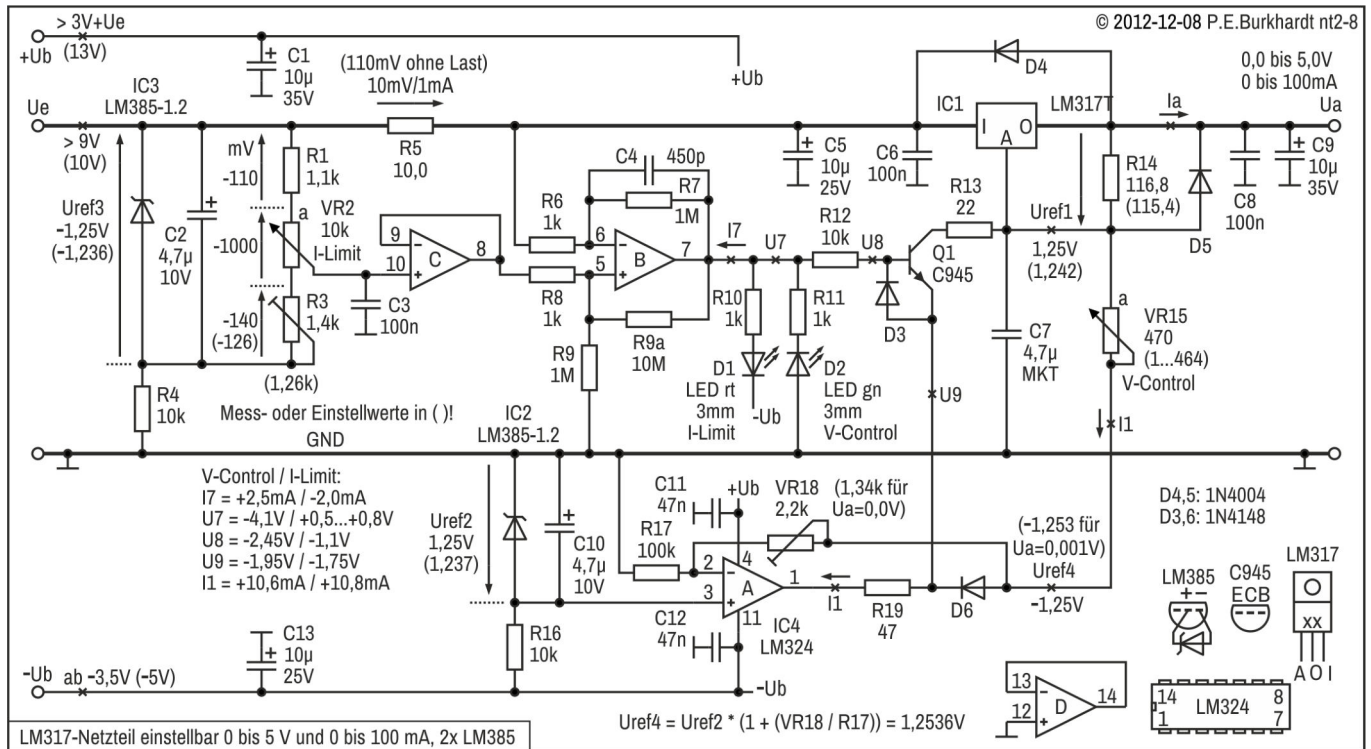 > 3V+Ue
+Ub
(13V)
C1
10µ
35V
(110mV ohne Last)
10mV/1mA
+Ub
© 2012-12-08 P.E.Burkhardt nt2-8
D4
0,0 bis 5,0V
0 bis 100mA
IC3
LM385-1.2
Ue
> 9V
(10V)
R5
10,0
IC1
LM317T
I
O
A
Ia
Ua
mV
-110
R1
1,1k
C4
450p
R7
1M
C5
10µ
25V
C6
100n
R14
116,8
(115,4)
C9
10µ
35V
C8
100n
D5
Uref3
-1,25V
(-1,236)
C2
4,7µ
10V
a
VR2
10k
I-Limit
-1000
R6
1k
R13
22
Uref1
1,25V
(1,242)
9
10
C
8
6
5
B
7
I7
U7
R12
10k
U8
Q1
C945
-140
(-126)
R3
1,4k
C3
100n
R8
1k
R10
1k
R11
1k
D3
C7
4,7µ
MKT
a
VR15
470
(1...464)
V-Control
R4
10k
(1,26k)
R9
1M
R9a
10M
D1
LED rt
3mm
I-Limit
-Ub
D2
LED gn
3mm
V-Control
U9
I1
Mess- oder Einstellwerte in ( )!
GND
IC2
LM385-1.2
V-Control / I-Limit:
I7 = +2,5mA / -2,0mA
U7 = -4,1V / +0,5...+0,8V
U8 = -2,45V / -1,1V
U9 = -1,95V / -1,75V
I1 = +10,6mA / +10,8mA
Uref2
1,25V
(1,237)
C10
4,7µ
10V
R17
100k
C11
47n
+Ub
VR18
2,2k
(1,34k für
Ua=0,0V)
D4,5: 1N4004
D3,6: 1N4148
(-1,253 für
Ua=0,001V)
Uref4
-1,25V
2
3
4
A
1
11
I1
R19
47
D6
IC4
LM324
C12
47n
-Ub
R16
10k
C13
10µ
25V
-Ub
ab -3,5V (-5V)
LM385
+−
C945
ECB
LM317
xx
A O I
13
12
D
14
14
8
LM324
1
7
Uref4 = Uref2 * (1 + (VR18 / R17)) = 1,2536V
LM317-Netzteil einstellbar 0 bis 5 V und 0 bis 100 mA, 2x LM385